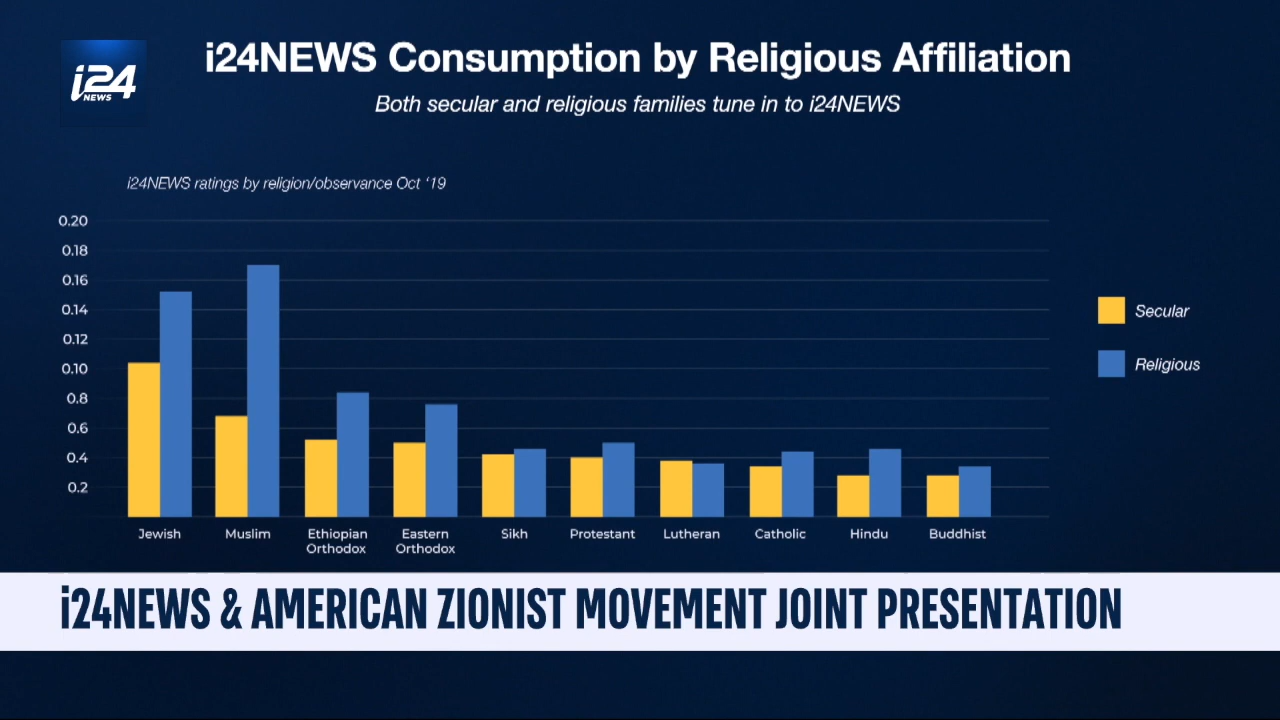 i24NEWS Consumption by Religious Affiliation
i24
NEWS
Both secular and religious families tune in to i24NEWS
i24NEWS ratings by religion/observance Oct ‘19
0.20
0.18
0.16
0.14
0.12
0.10
0.8
0.6
0.4
0.2
Secular
Religious
Jewish
Muslim
Ethiopian
Orthodox
Eastern
Orthodox
Sikh
Protestant
Lutheran
Catholic
Hindu
Buddhist
i24NEWS & AMERICAN ZIONIST MOVEMENT JOINT PRESENTATION